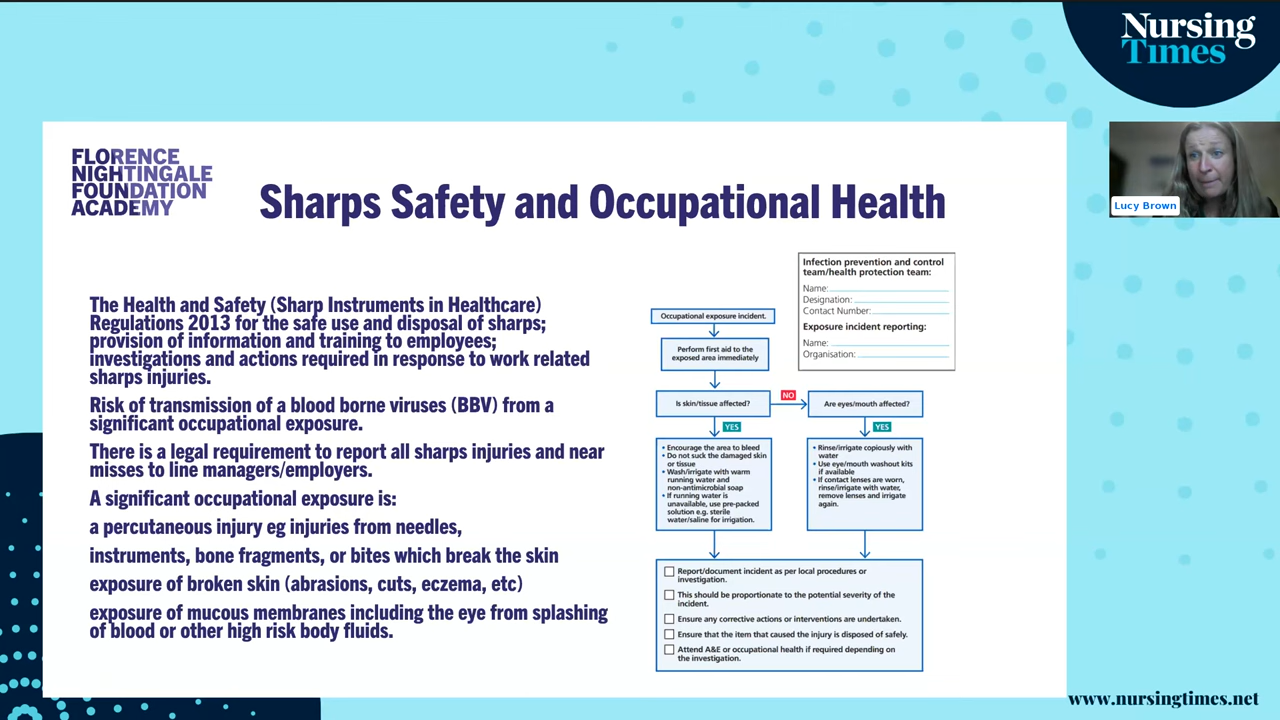 Nursing
Times
Lucy Brown
FLORENCE
NIGHTINGALE
FOUNDATION
ACADEMY
Sharps Safety and Occupational Health
The Health and Safety (Sharp Instruments in Healthcare)
Regulations 2013 for the safe use and disposal of sharps;
provision of information and training to employees;
investigations and actions required in response to work related
sharps injuries.
Risk of transmission of a blood borne viruses (BBV) from a
significant occupational exposure.
There is a legal requirement to report all sharps injuries and near
misses to line managers/employers.
A significant occupational exposure is:
a percutaneous injury eg injuries from needles,
instruments, bone fragments, or bites which break the skin
exposure of broken skin (abrasions, cuts, eczema, etc)
exposure of mucous membranes including the eye from splashing
of blood or other high risk body fluids.
Infection prevention and control
team/health protection team:
Name:
Designation:
Contact Number:
Exposure incident reporting:
Name:
Organisation:
Occupational exposure incident.
Perform first aid to the
exposed area immediately
Is skin/tissue affected?
NO
Are eyes/mouth affected?
YES
YES
• Encourage the area to bleed
• Do not suck the damaged skin
or tissue
• Wash/irrigate with warm
running water and
non-antimicrobial soap
• If running water is
unavailable, use pre-packed
solution e.g. sterile
water/saline for irrigation.
• Rinse/irrigate copiously with
water
• Use eye/mouth washout kits
if available
• If contact lenses are worn,
rinse/irrigate with water,
remove lenses and irrigate
again.
Report/document incident as per local procedures or
investigation.
This should be proportionate to the potential severity of the
incident.
Ensure any corrective actions or interventions are undertaken.
Ensure that the item that caused the injury is disposed of safely.
Attend A&E or occupational health if required depending on
the investigation.
www.nursingtimes.net